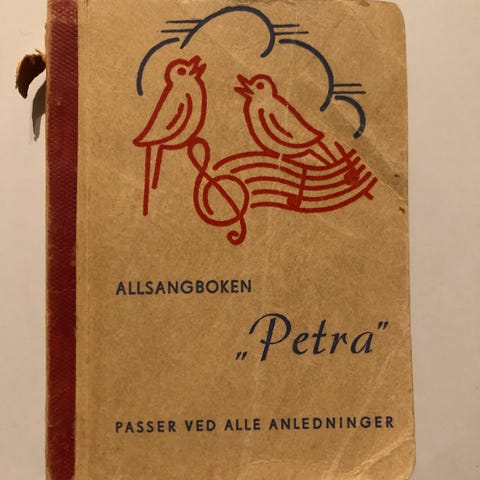 ALLSANGBOKEN
„Petra”
PASSER VED ALLE ANLEDNINGER